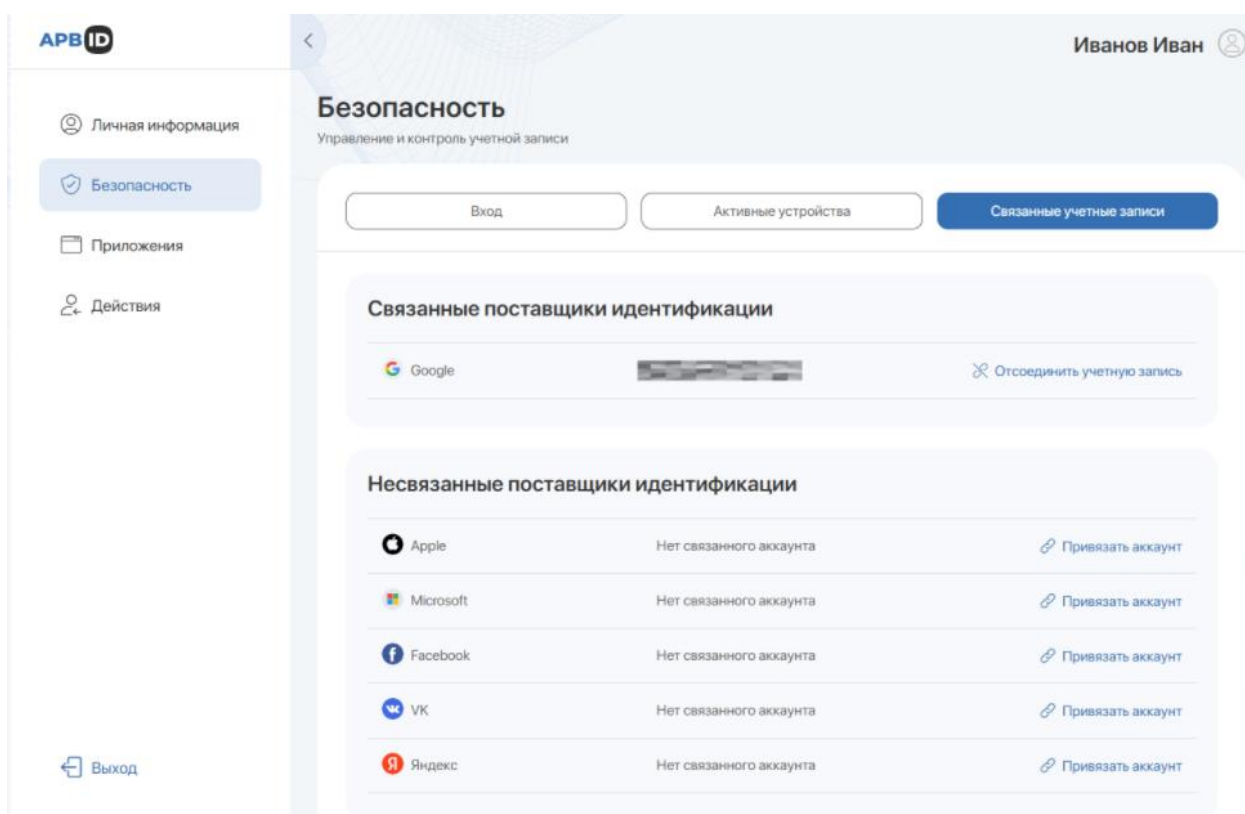 АРВ ID
Иванов Иван
Личная информация
Безопасность
Приложения
Действия
Выход
Безопасность
Управление и контроль учетной записи
Вход
Активные устройства
Связанные учетные записи
Связанные поставщики идентификации
Google
Отсоединить учетную запись
Несвязанные поставщики идентификации
Apple Нет связанного аккаунта Привязать аккаунт
Microsoft Нет связанного аккаунта Привязать аккаунт
Facebook Нет связанного аккаунта Привязать аккаунт
VK Нет связанного аккаунта Привязать аккаунт
Яндекс Нет связанного аккаунта Привязать аккаунт